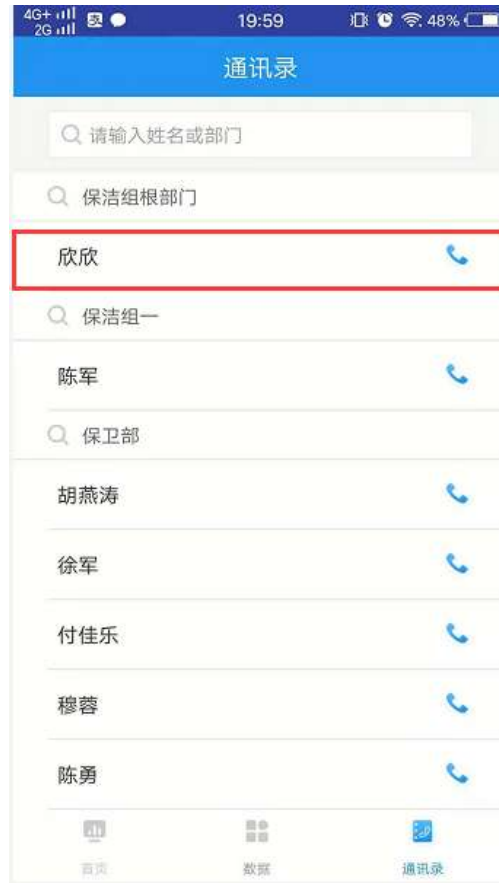 4G+ 19:59 48%
2G
通讯录
请输入姓名或部门
保洁组根部门
欣欣
保洁组一
陈军
保卫部
胡燕涛
徐军
付佳乐
穆蓉
陈勇
首页 数据 通讯录